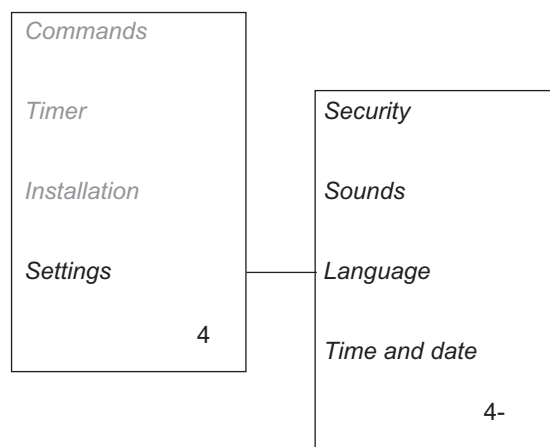 Commands
Timer
Installation
Settings
4
Security
Sounds
Language
Time and date
4-